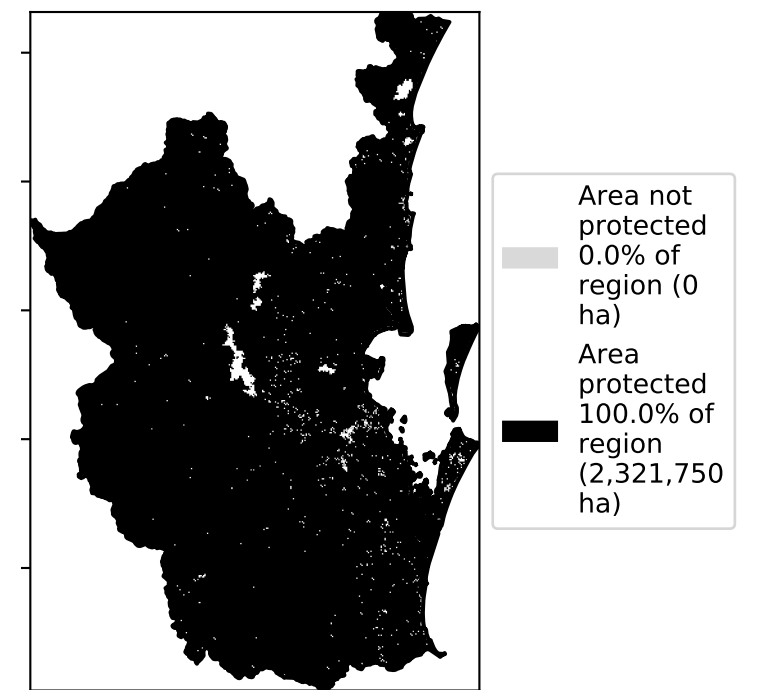 Area not
protected
0.0% of
region (0
ha)
Area
protected
100.0% of
region
(2,321,750
ha)